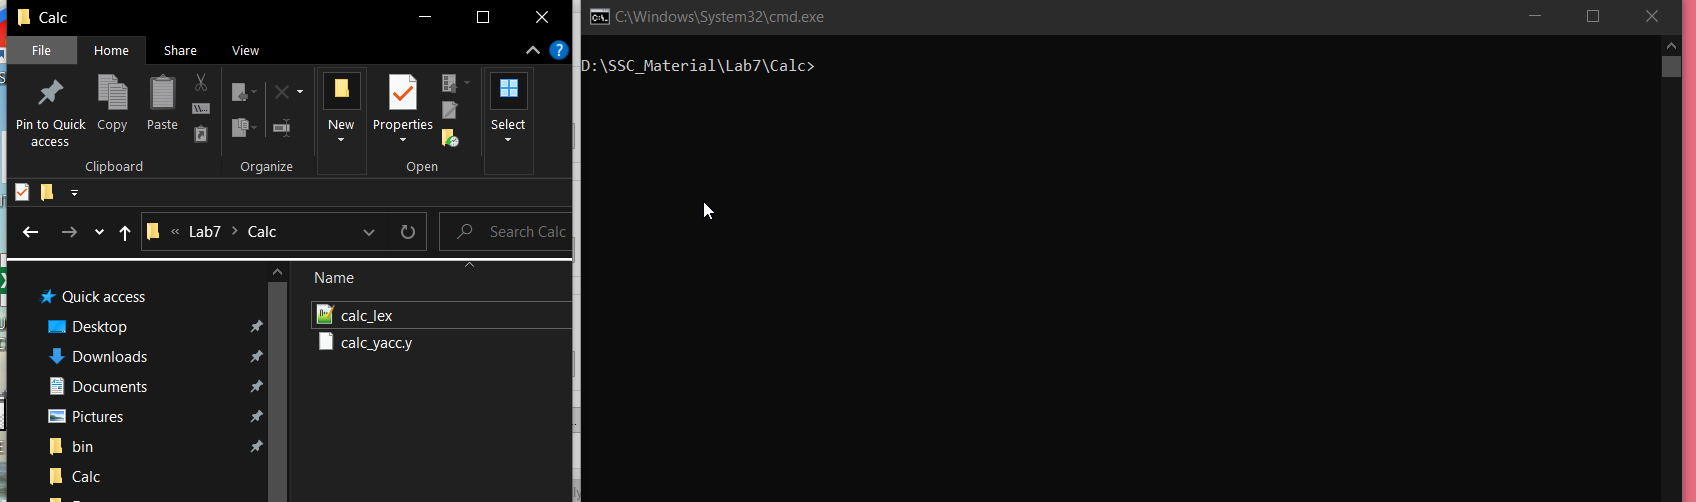 Calc
File Home Share View
Pin to Quick access
Copy
Paste
Clipboard
Organize
New
Properties
Open
Select
« Lab7 > Calc
Search Calc
Name
Quick access
Desktop
Downloads
Documents
Pictures
bin
Calc
calc_lex
calc_yacc.y
C:\Windows\System32\cmd.exe
D:\SSC_Material\Lab7\Calc>